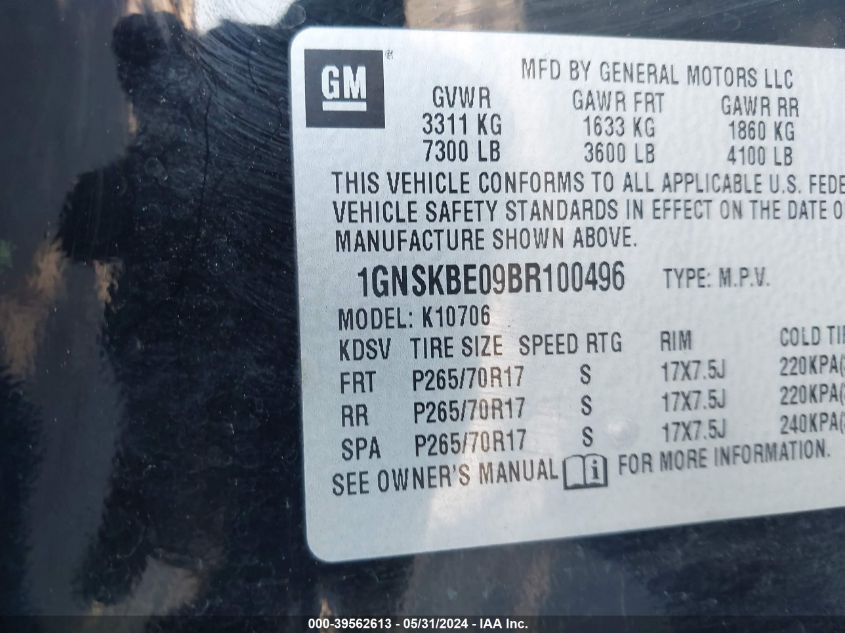 GM
®
MFD BY GENERAL MOTORS LLC
GVWR GAWR FRT GAWR RR
3311 KG 1633 KG 1860 KG
7300 LB 3600 LB 4100 LB
THIS VEHICLE CONFORMS TO ALL APPLICABLE U.S. FEDE
VEHICLE SAFETY STANDARDS IN EFFECT ON THE DATE O
MANUFACTURE SHOWN ABOVE.
1GNSKBE09BR100496 TYPE: M.P.V.
MODEL: K10706
KDSV TIRE SIZE SPEED RTG RIM COLD TI
FRT P265/70R17 S 17X7.5J 220KPA(
RR P265/70R17 S 17X7.5J 220KPA(
SPA P265/70R17 S 17X7.5J 240KPA(
SEE OWNER'S MANUAL i FOR MORE INFORMATION.
000-39562613 - 05/31/2024 - IAA Inc.